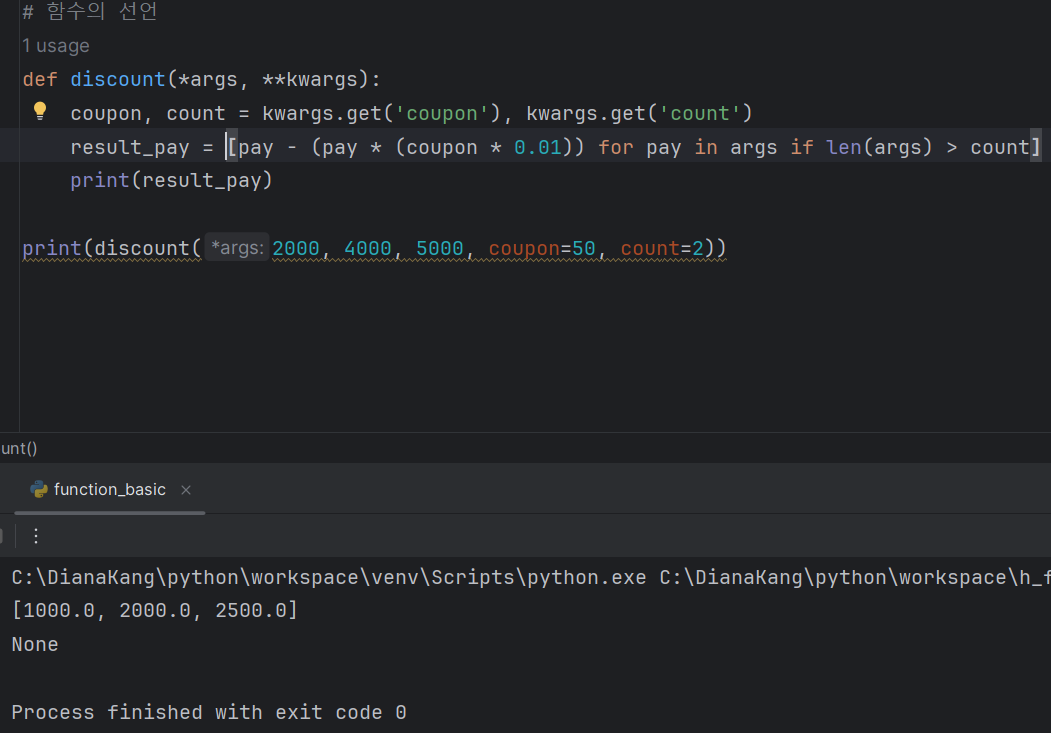 # 함수의 선언
1 usage
def discount(*args, **kwargs):
    coupon, count = kwargs.get('coupon'), kwargs.get('count')
    result_pay = [pay - (pay * (coupon * 0.01)) for pay in args if len(args) > count]
    print(result_pay)
print(discount( *args: 2000, 4000, 5000, coupon=50, count=2))
unt()
function_basic
C:\DianaKang\python\workspace\venv\Scripts\python.exe C:\DianaKang\python\workspace\h_f
[1000.0, 2000.0, 2500.0]
None
Process finished with exit code 0